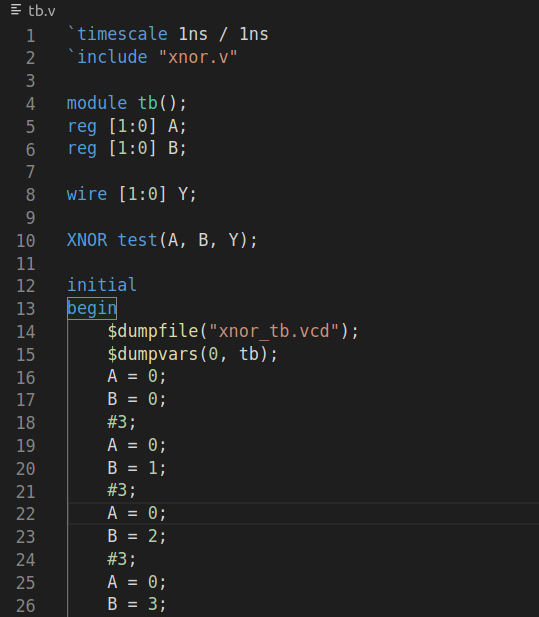 tb.v
1 `timescale 1ns / 1ns
2 `include "xnor.v"
3
4 module tb();
5 reg [1:0] A;
6 reg [1:0] B;
7
8 wire [1:0] Y;
9
10 XNOR test(A, B, Y);
11
12 initial
13 begin
14     $dumpfile("xnor_tb.vcd");
15     $dumpvars(0, tb);
16     A = 0;
17     B = 0;
18     #3;
19     A = 0;
20     B = 1;
21     #3;
22     A = 0;
23     B = 2;
24     #3;
25     A = 0;
26     B = 3;